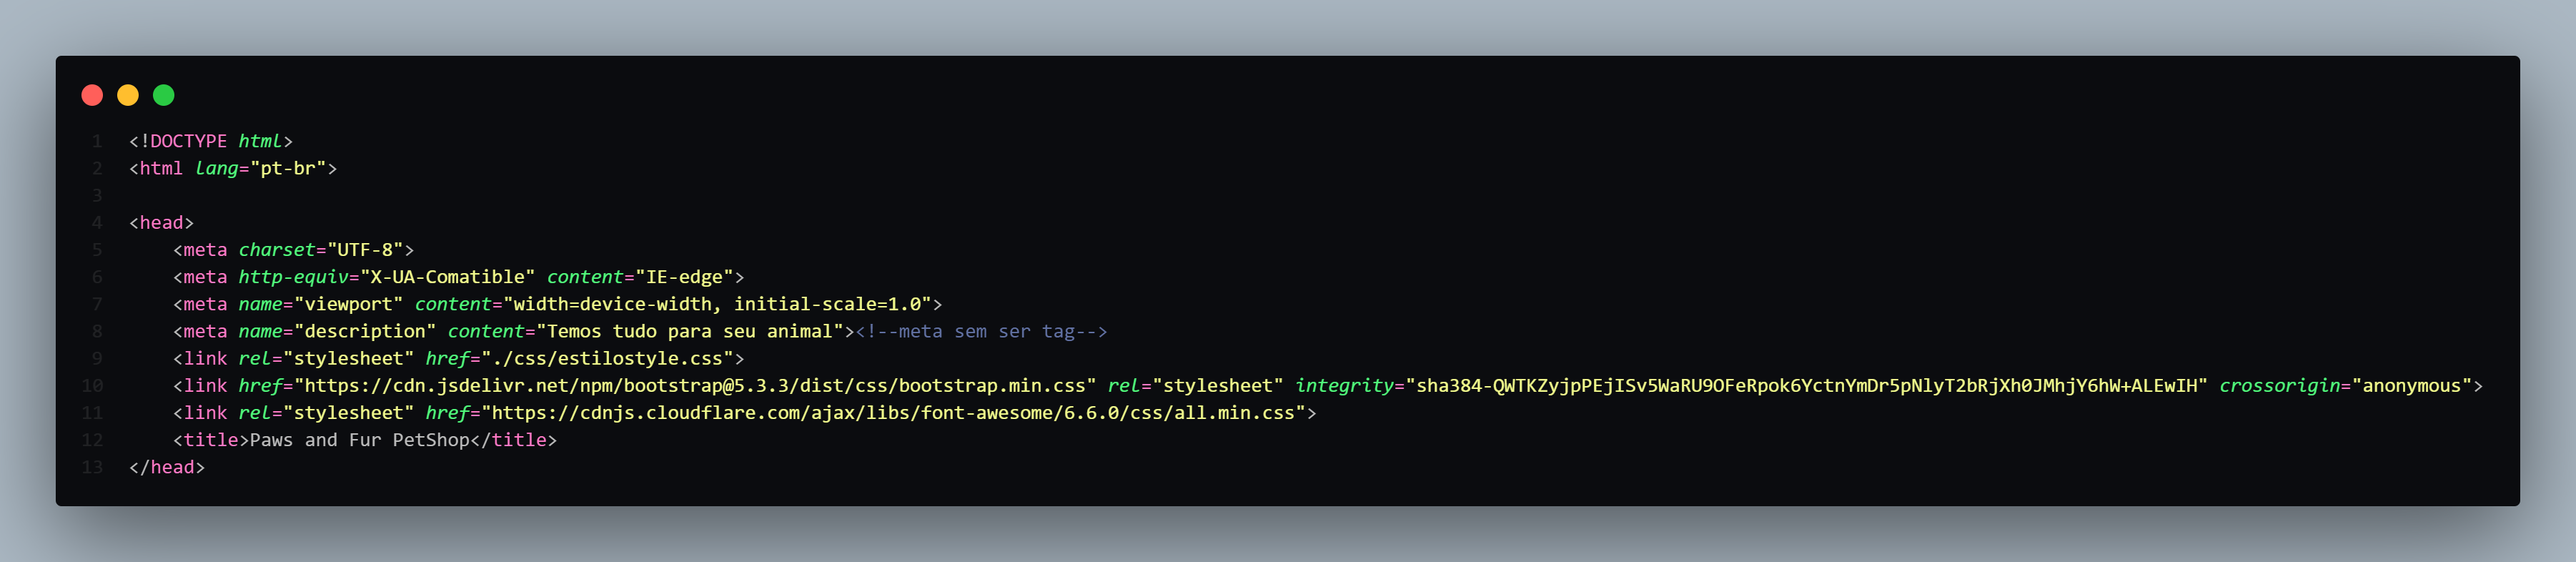 1 <!DOCTYPE html>
2 <html lang="pt-br">
3
4 <head>
5 <meta charset="UTF-8">
6 <meta http-equiv="X-UA-Comatible" content="IE-edge">
7 <meta name="viewport" content="width=device-width, initial-scale=1.0">
8 <meta name="description" content="Temos tudo para seu animal"><!--meta sem ser tag-->
9 <link rel="stylesheet" href="./css/estilostyle.css">
10 <link href="https://cdn.jsdelivr.net/npm/bootstrap@5.3.3/dist/css/bootstrap.min.css" rel="stylesheet" integrity="sha384-QWTKZyjpPEjISv5WaRU9OFeRpok6YctnYmDr5pNlyT2bRjXh0JMhjY6hW+ALEwIH" crossorigin="anonymous">
11 <link rel="stylesheet" href="https://cdnjs.cloudflare.com/ajax/libs/font-awesome/6.6.0/css/all.min.css">
12 <title>Paws and Fur PetShop</title>
13 </head>